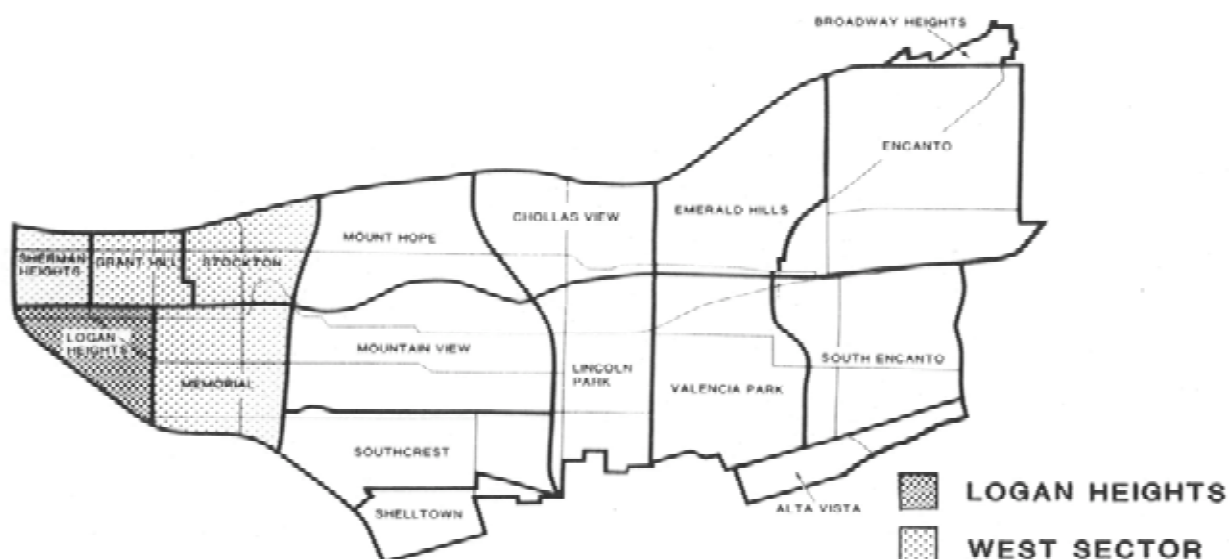 BROADWAY HEIGHTS
ENCANTO
CHOLLAS VIEW
EMERALD HILLS
MOUNT HOPE
SHERMAN
HEIGHTS
GRANT HILL
STOCKTON
LOGAN
HEIGHTS
MOUNTAIN VIEW
SOUTH ENCANTO
LINCOLN
PARK
MEMORIAL
VALENCIA PARK
SOUTHCREST
SHELLTOWN
ALTA VISTA
LOGAN HEIGHTS
WEST SECTOR